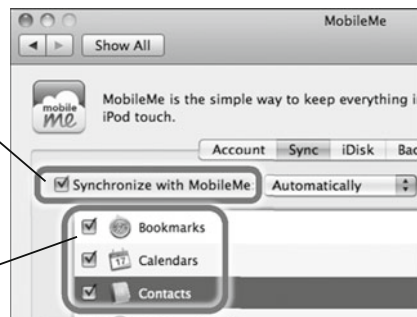 MobileMe
Show All
mobile
me
MobileMe is the simple way to keep everything
iPod touch.
Account Sync iDisk
Synchronize with MobileMe: Automatically
Bookmarks
17 Calendars
Contacts